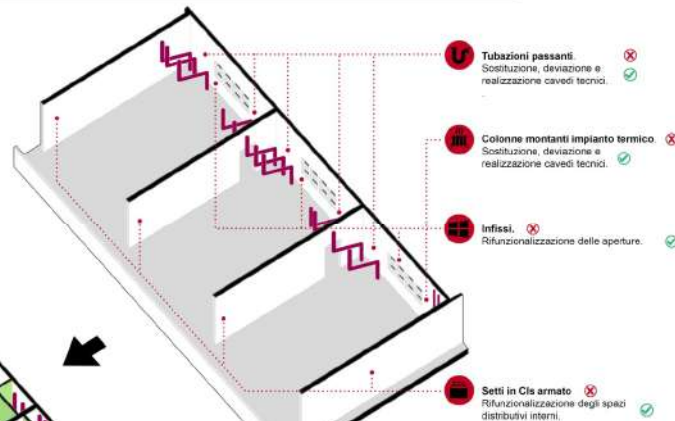 Tubazioni passanti.
Sostituzione, deviazione e
realizzazione cavedi tecnici.
Colonne montanti impianto termico
Sostituzione, deviazione e
realizzazione cavedi tecnici.
Infissi.
Rifunzionalizzazione delle aperture.
Setti in Cls armato
Rifunzionalizzazione degli spazi
distributivi interni.